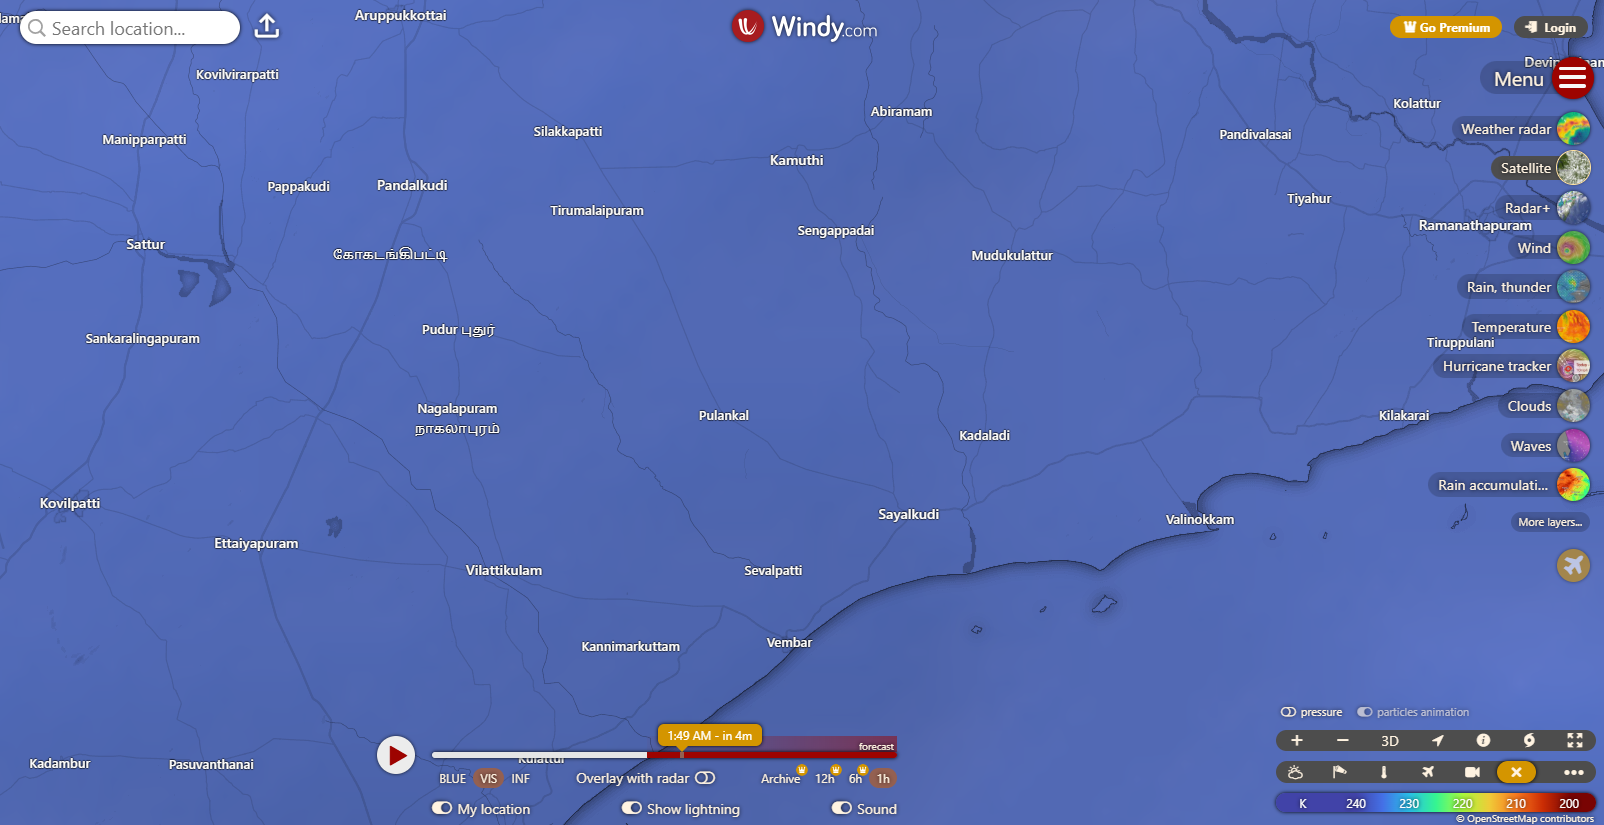 Aruppukkottai
Search location...
Windy.com
Go Premium
Login
Menu
Kovilvirarpatti
Kolattur
Abiramam
Weather radar
Silakkapatti
Pandivalasai
Manipparpatti
Kamuthi
Satellite
Pappakudi
Pandalkudi
Tiyahur
Radar+
Tirumalaipuram
Ramanathapuram
Sengappadai
Sattur
Wind
கோகடங்கிபட்டி
Mudukulattur
Rain, thunder
Temperature
Pudur புதூர்
Sankaralingapuram
Tiruppulani
Hurricane tracker
Clouds
Nagalapuram
நாகலாபுரம்
Pulankal
Kilakarai
Kadaladi
Waves
Rain accumulati...
Kovilpatti
Sayalkudi
Valinokkam
More layers...
Ettaiyapuram
Vilattikulam
Sevalpatti
Kannimarkuttam
Vembar
pressure
particles animation
1:49 AM - in 4m
forecast
3D
Kadambur
Pasuvanthanai
Kulattur
BLUE
VIS
INF
Overlay with radar
Archive
12h
6h
1h
My location
Show lightning
Sound
K 240 230 220 210 200
© OpenStreetMap contributors